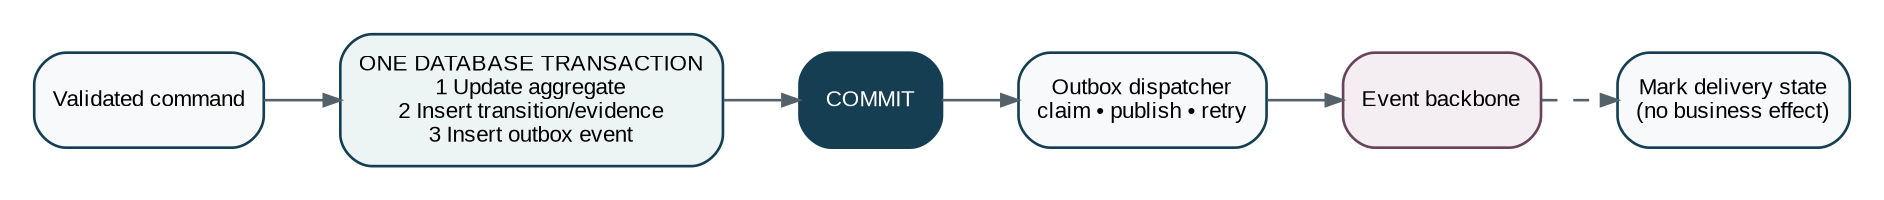 Validated command
ONE DATABASE TRANSACTION
1 Update aggregate
2 Insert transition/evidence
3 Insert outbox event
COMMIT
Outbox dispatcher
claim • publish • retry
Event backbone
Mark delivery state
(no business effect)